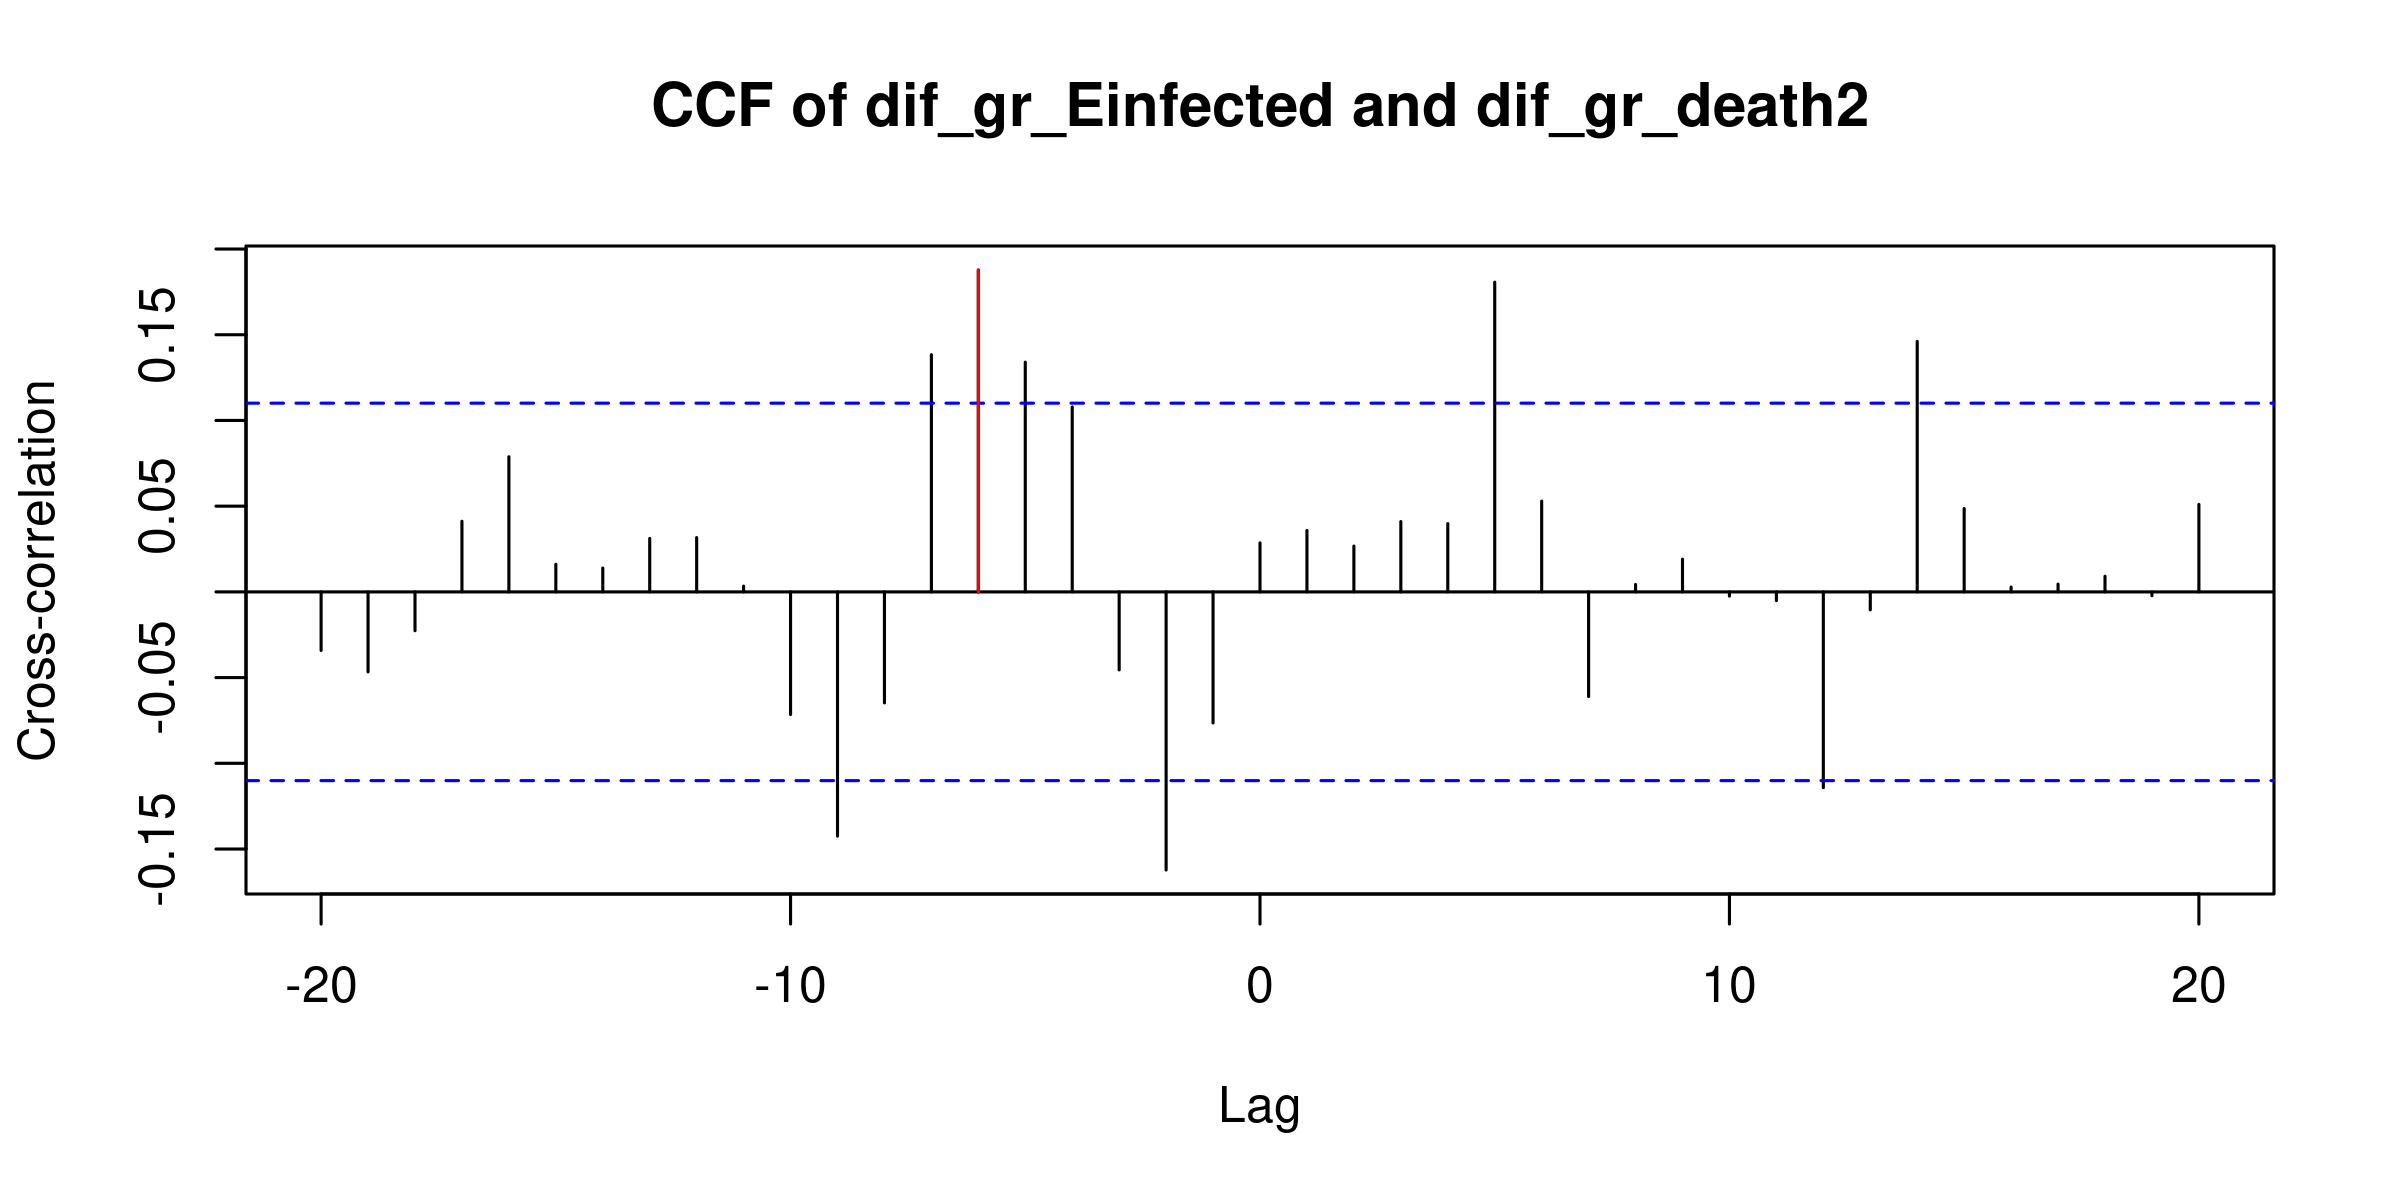 CCF of dif_gr_Einfected and dif_gr_death2
Cross-correlation
0.15
0.05
-0.05
-0.15
-20 -10 0 10 20
Lag